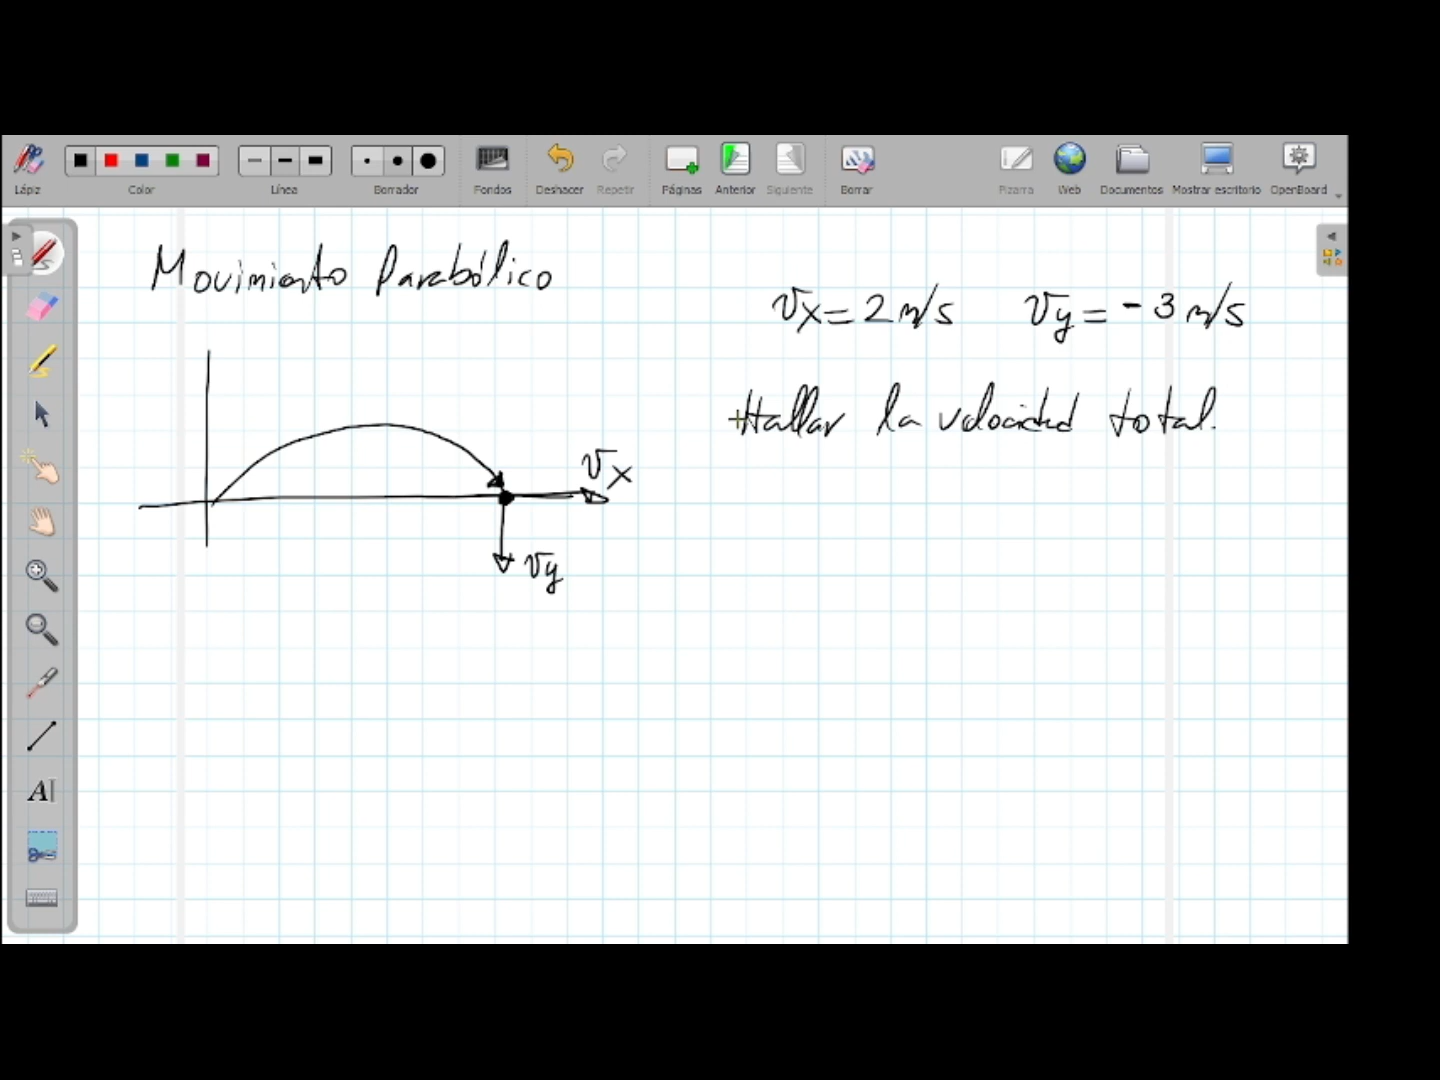 Lápiz Color Línea Borrador Fondos Deshacer Repetir Páginas Anterior Siguiente Borrar Pizarra Web Documentos Mostrar escritorio OpenBoard
Movimiento Parabólico
Vx = 2 m/s Vy = - 3 m/s
Hallar la velocidad total.
Vx
Vy
AI